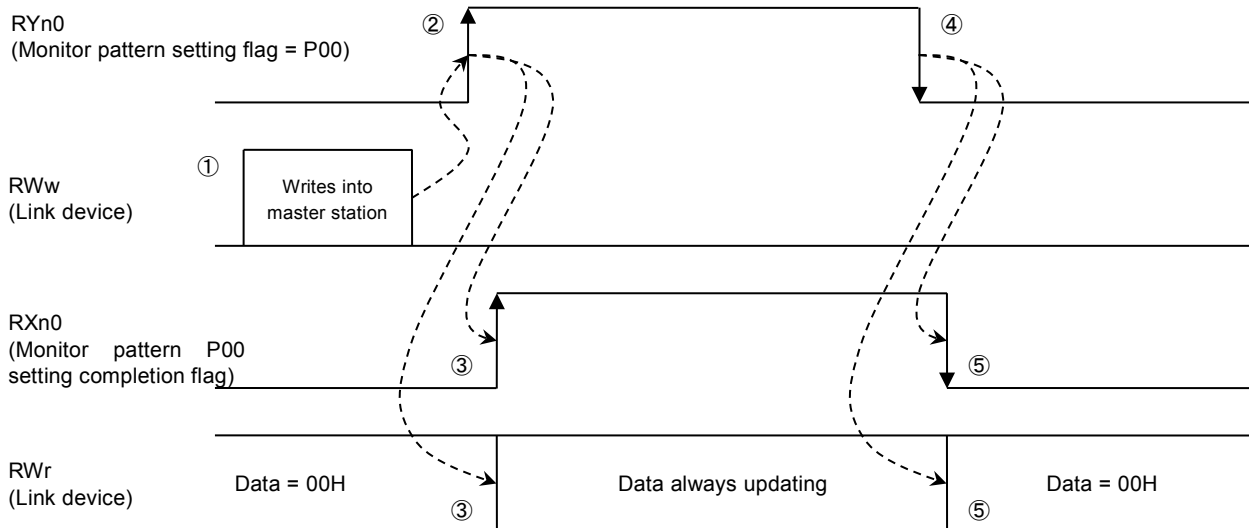 RYn0
(Monitor pattern setting flag = P00)
②
④
①
RWw
(Link device)
Writes into
master station
RXn0
(Monitor pattern P00
setting completion flag)
③
⑤
RWr
(Link device)
Data = 00H
③
Data always updating
⑤
Data = 00H